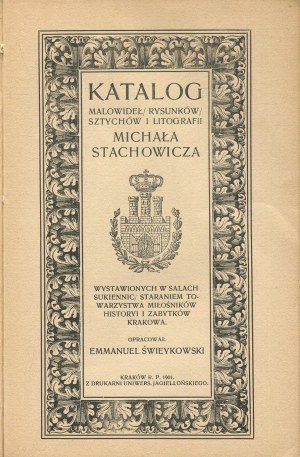 KATALOG
MALOWIDEŁ/ RYSUNKÓW/
SZTYCHÓW I LITOGRAFII
MICHAŁA
STACHOWICZA
WYSTAWIONYCH W SALACH
SUKIENNIC/ STARANIEM TO-
WARZYSTWA MIŁOŚNIKÓW
HISTORYI I ZABYTKÓW
KRAKOWA.
OPRACOWAŁ
EMMANUEL ŚWIEYKOWSKI
KRAKÓW R. P. 1901.
Z DRUKARNI UNIWERS. JAGIELLOŃSKIEGO.